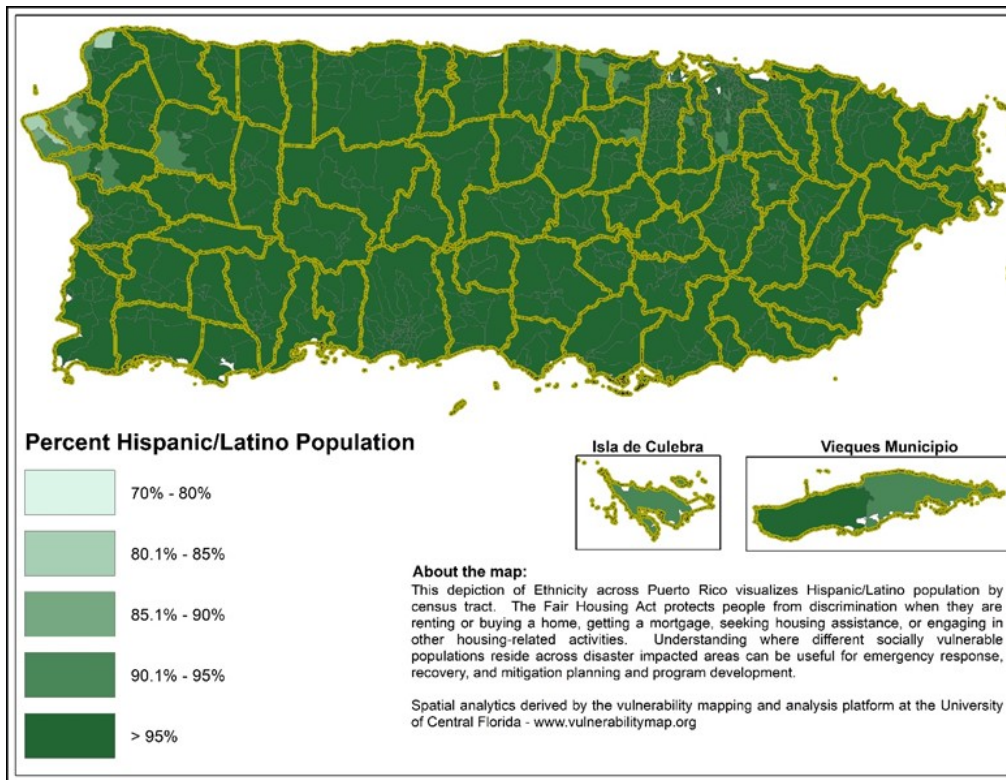 Percent Hispanic/Latino Population
70% - 80%
80.1% - 85%
85.1% - 90%
90.1% - 95%
> 95%
Isla de Culebra
Vieques Municipio
About the map:
This depiction of Ethnicity across Puerto Rico visualizes Hispanic/Latino population by
census tract. The Fair Housing Act protects people from discrimination when they are
renting or buying a home, getting a mortgage, seeking housing assistance, or engaging in
other housing-related activities. Understanding where different socially vulnerable
populations reside across disaster impacted areas can be useful for emergency response,
recovery, and mitigation planning and program development.
Spatial analytics derived by the vulnerability mapping and analysis platform at the University
of Central Florida - www.vulnerabilitymap.org